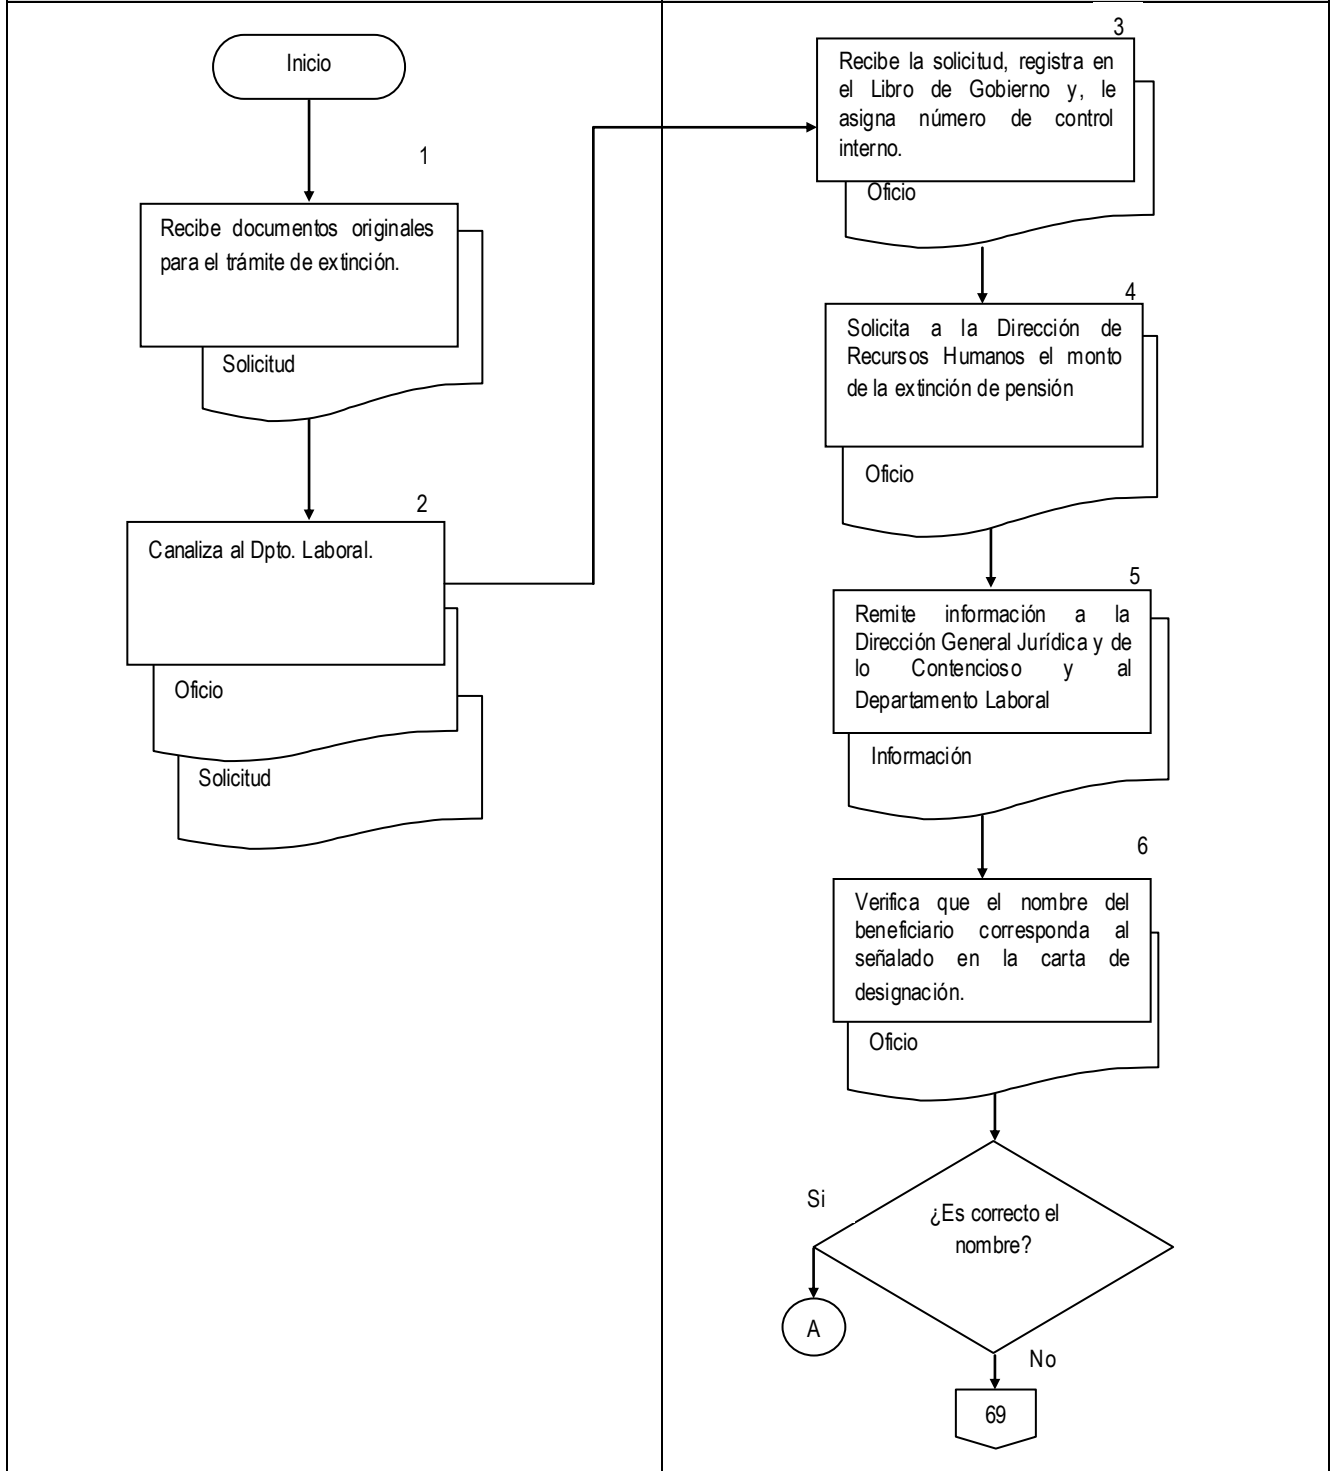 Inicio
1
Recibe documentos originales
para el trámite de extinción.
Solicitud
2
Canaliza al Dpto. Laboral.
Oficio
Solicitud
3
Recibe la solicitud, registra en
el Libro de Gobierno y, le
asigna número de control
interno.
Oficio
4
Solicita a la Dirección de
Recursos Humanos el monto
de la extinción de pensión
Oficio
5
Remite información a la
Dirección General Jurídica y de
lo Contencioso y al
Departamento Laboral
Información
6
Verifica que el nombre del
beneficiario corresponda al
señalado en la carta de
designación.
Oficio
Si
¿Es correcto el
nombre?
A
No
69